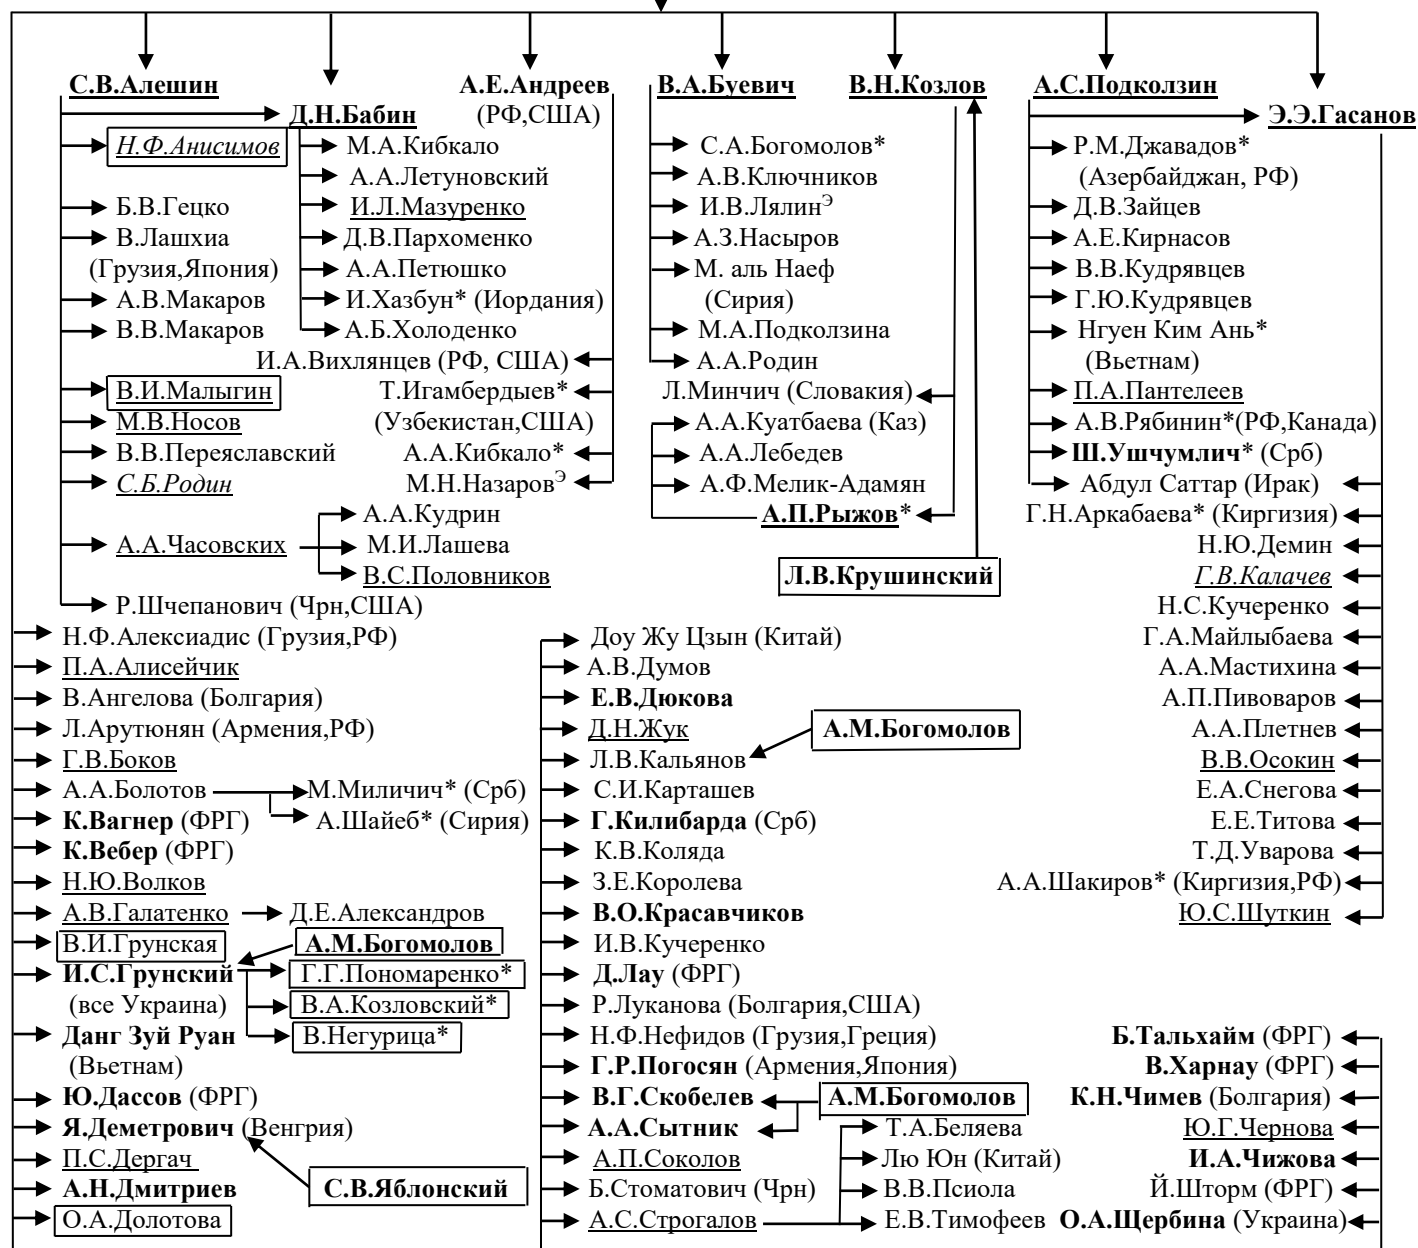 С.В.Алешин
Д.Н.Бабин
А.Е.Андреев
(РФ,США)
В.А.Буевич
В.Н.Козлов
А.С.Подколзин
Э.Э.Гасанов
Н.Ф.Анисимов
Б.В.Гецко
В.Лашхиа
(Грузия,Япония)
А.В.Макаров
В.В.Макаров
В.И.Малыгин
М.В.Носов
В.В.Переяславский
С.Б.Родин
А.А.Часовских
Р.Шчепанович (Чрн,США)
М.А.Кибкало
А.А.Летуновский
И.Л.Мазуренко
Д.В.Пархоменко
А.А.Петюшко
И.Хазбун* (Иордания)
А.Б.Холоденко
И.А.Вихлянцев (РФ, США)
Т.Игамбердыев*
(Узбекистан,США)
А.А.Кибкало*
М.Н.Назаров^Э
А.А.Кудрин
М.И.Лашева
В.С.Половников
С.А.Богомолов*
А.В.Ключников
И.В.Лялин^Э
А.З.Насыров
М. аль Наеф
(Сирия)
М.А.Подколзина
А.А.Родин
Л.Минчич (Словакия)
А.А.Куатбаева (Каз)
А.А.Лебедев
А.Ф.Мелик-Адамян
А.П.Рыжов*
Л.В.Крушинский
Р.М.Джавадов*
(Азербайджан, РФ)
Д.В.Зайцев
А.Е.Кирнасов
В.В.Кудрявцев
Г.Ю.Кудрявцев
Нгуен Ким Ань*
(Вьетнам)
П.А.Пантелеев
А.В.Рябинин*(РФ,Канада)
Ш.Ушчумлич* (Срб)
Абдул Саттар (Ирак)
Г.Н.Аркабаева* (Киргизия)
Н.Ю.Демин
Г.В.Калачев
Н.С.Кучеренко
Г.А.Майлыбаева
А.А.Мастихина
А.П.Пивоваров
А.А.Плетнев
В.В.Осокин
Е.А.Снегова
Е.Е.Титова
Т.Д.Уварова
А.А.Шакиров* (Киргизия,РФ)
Ю.С.Шуткин
Н.Ф.Алексиадис (Грузия,РФ)
П.А.Алисейчик
В.Ангелова (Болгария)
Л.Арутюнян (Армения,РФ)
Г.В.Боков
А.А.Болотов
М.Миличич* (Срб)
А.Шайеб* (Сирия)
К.Вагнер (ФРГ)
К.Вебер (ФРГ)
Н.Ю.Волков
А.В.Галатенко
Д.Е.Александров
В.И.Грунская
А.М.Богомолов
И.С.Грунский
(все Украина)
Г.Г.Пономаренко*
В.А.Козловский*
В.Негурица*
Данг Зуй Руан
(Вьетнам)
Ю.Дассов (ФРГ)
Я.Деметрович (Венгрия)
П.С.Дергач
С.В.Яблонский
А.Н.Дмитриев
О.А.Долотова
Доу Жу Цзын (Китай)
А.В.Думов
Е.В.Дюкова
Д.Н.Жук
А.М.Богомолов
Л.В.Кальянов
С.И.Карташев
Г.Килибарда (Срб)
К.В.Коляда
З.Е.Королева
В.О.Красавчиков
И.В.Кучеренко
Д.Лау (ФРГ)
Р.Луканова (Болгария,США)
Н.Ф.Нефидов (Грузия,Греция)
Г.Р.Погосян (Армения,Япония)
В.Г.Скобелев
А.М.Богомолов
А.А.Сытник
А.П.Соколов
Б.Стоматович (Чрн)
А.С.Строгалов
Т.А.Беляева
Лю Юн (Китай)
В.В.Псиола
Е.В.Тимофеев
Б.Тальхайм (ФРГ)
В.Харнау (ФРГ)
К.Н.Чимев (Болгария)
Ю.Г.Чернова
И.А.Чижова
Й.Шторм (ФРГ)
О.А.Щербина (Украина)